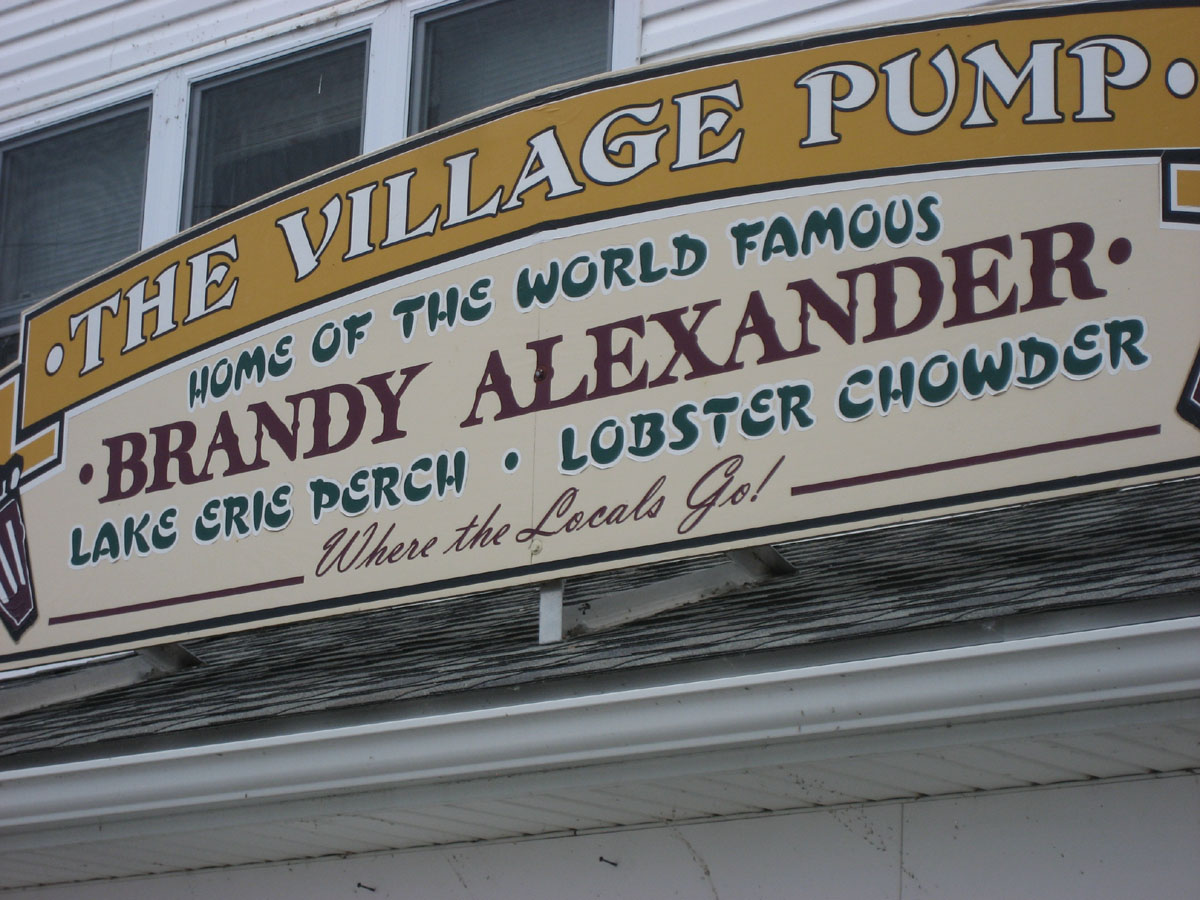 • THE VILLAGE PUMP •
HOME OF THE WORLD FAMOUS
• BRANDY ALEXANDER •
LAKE ERIE PERCH • LOBSTER CHOWDER
Where the Locals Go!